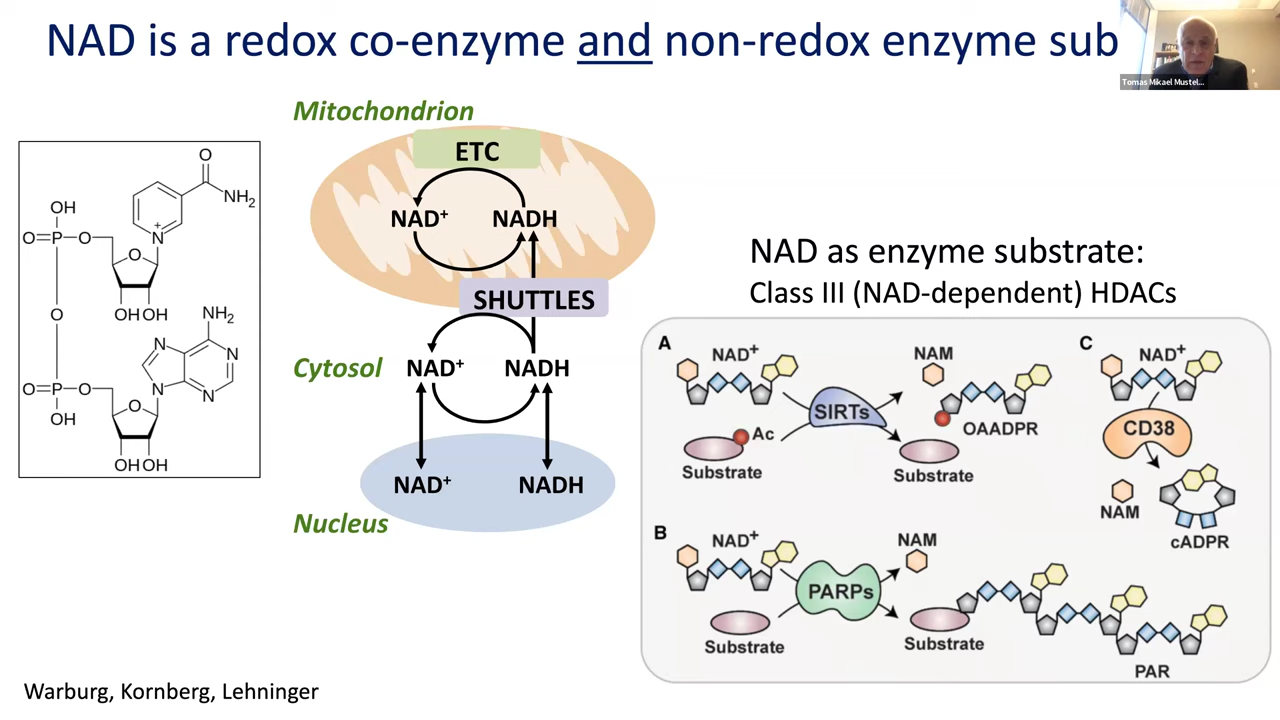 NAD is a redox co-enzyme and non-redox enzyme sub
Tomas Mikael Mustel...
Mitochondrion
ETC
NAD+
NADH
SHUTTLES
Cytosol
NAD+
NADH
NAD+
NADH
Nucleus
O
NH2
N
+
OH
O=P
O
O
OH OH
O
NH2
N
N
N
N
O=P
O
OH
O
OH OH
NAD as enzyme substrate:
Class III (NAD-dependent) HDACs
A
NAD+
NAM
SIRTs
Ac
OAADPR
Substrate
Substrate
B
NAD+
NAM
PARPs
Substrate
Substrate
PAR
C
NAD+
CD38
NAM
cADPR
Warburg, Kornberg, Lehninger